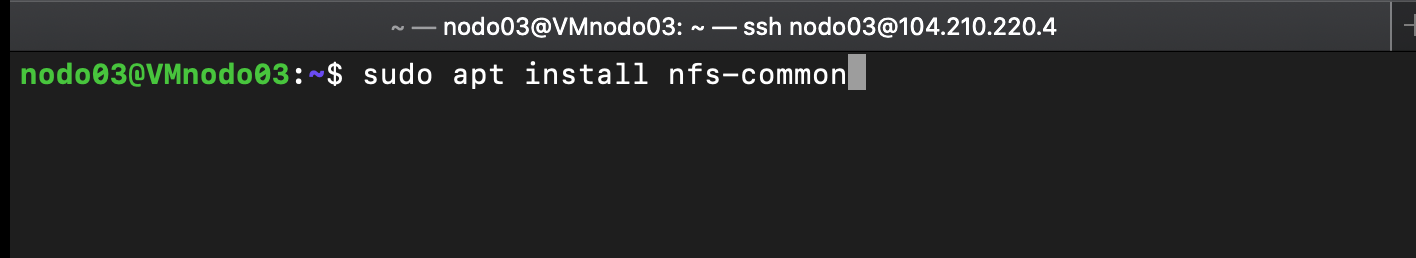 ~ — nodo03@VMnodo03: ~ — ssh nodo03@104.210.220.4
nodo03@VMnodo03:~$ sudo apt install nfs-common